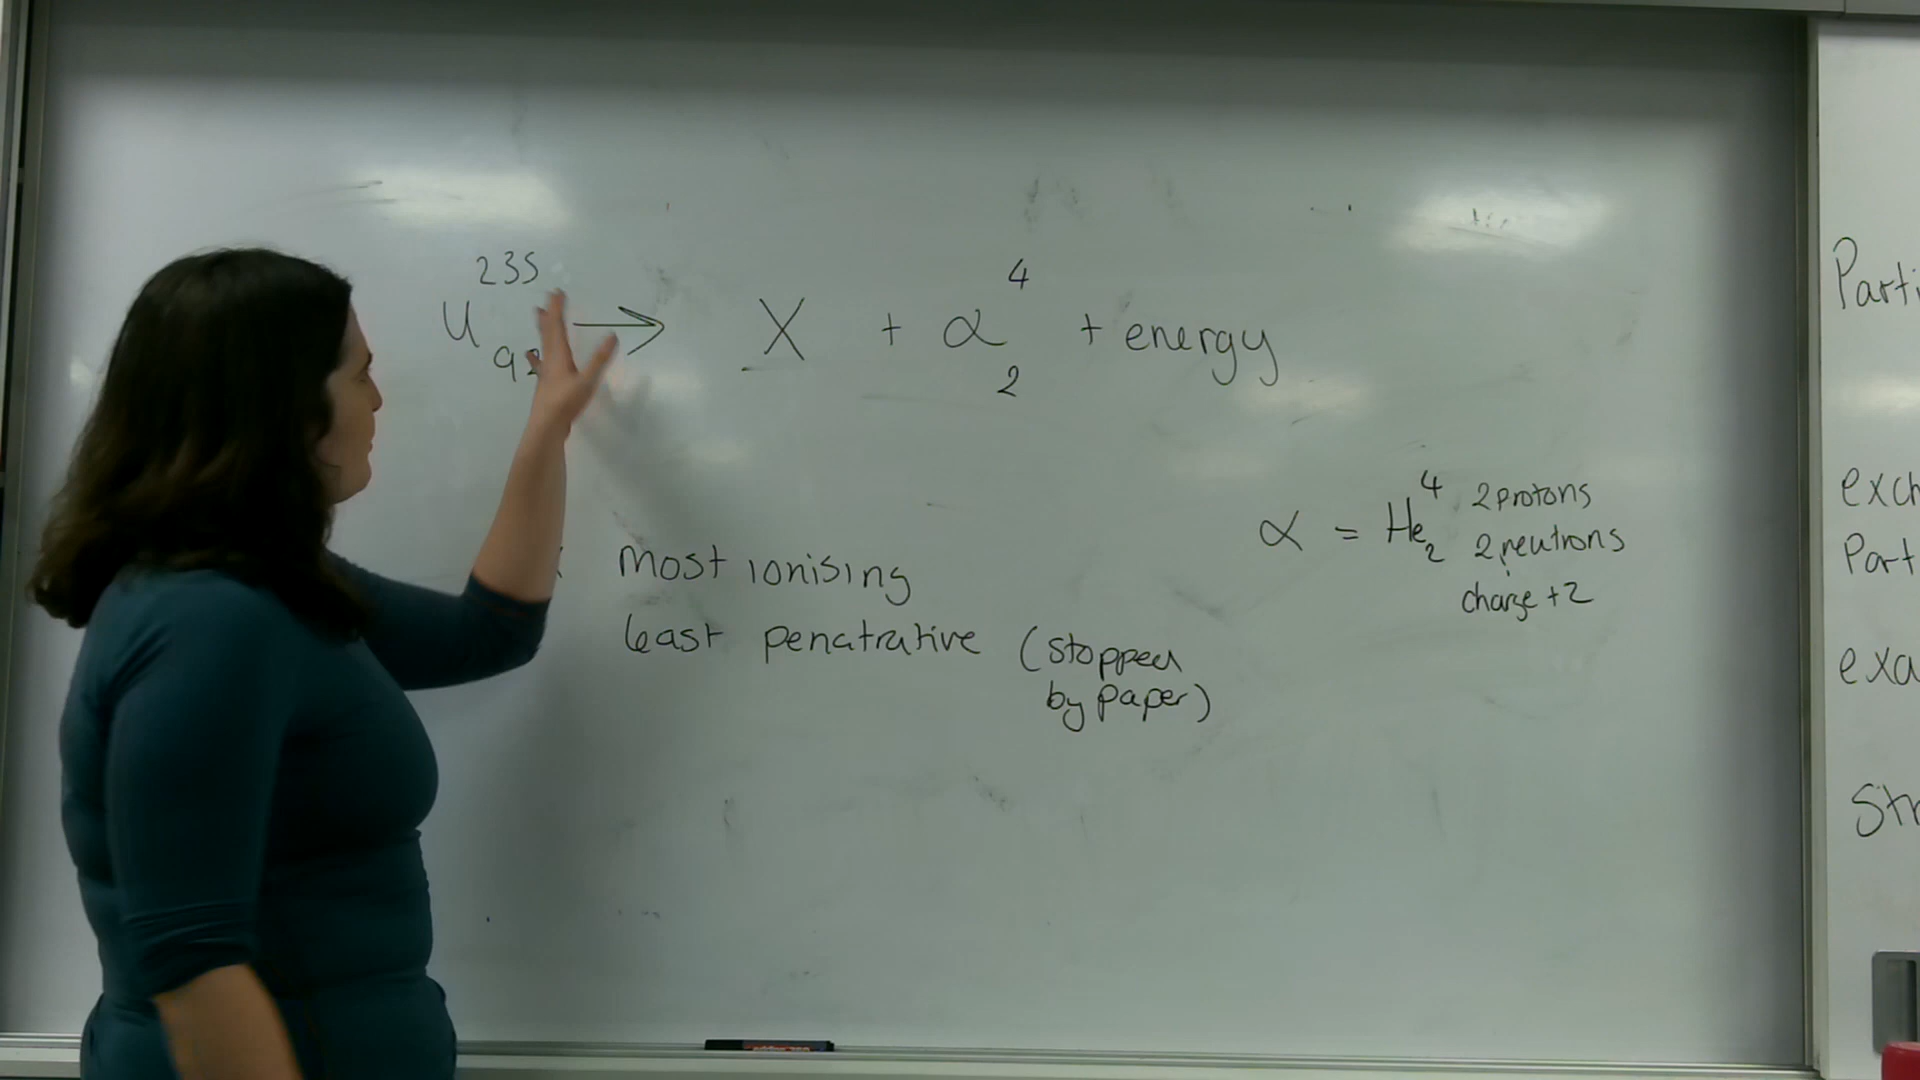 235
U 92 → X + α 4 2 + energy
α = He 4 2 2 protons
2 neutrons
charge +2
most ionising
least penatrative (stopped
by paper)